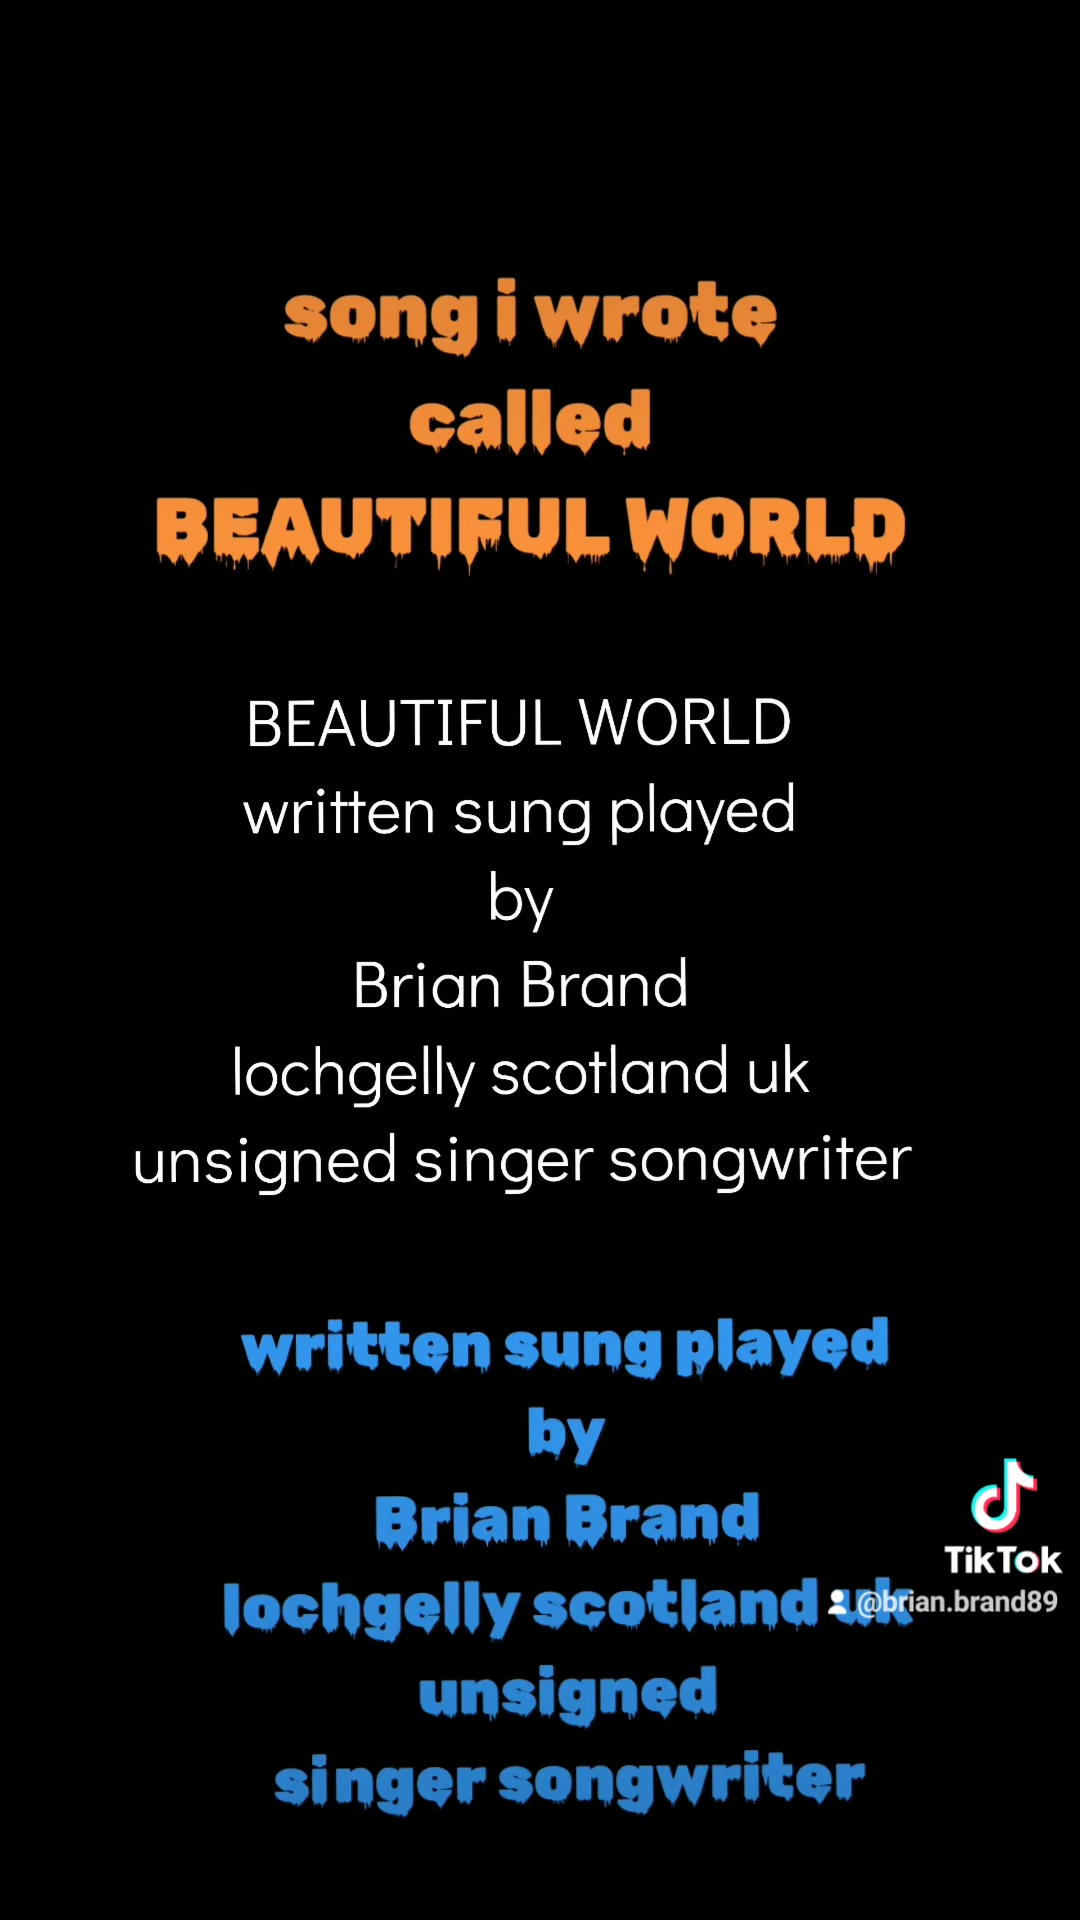 song i wrote
called
BEAUTIFUL WORLD
BEAUTIFUL WORLD
written sung played
by
Brian Brand
lochgelly scotland uk
unsigned singer songwriter
written sung played
by
Brian Brand
lochgelly scotland uk
unsigned
singer songwriter
TikTok
@brian.brand89